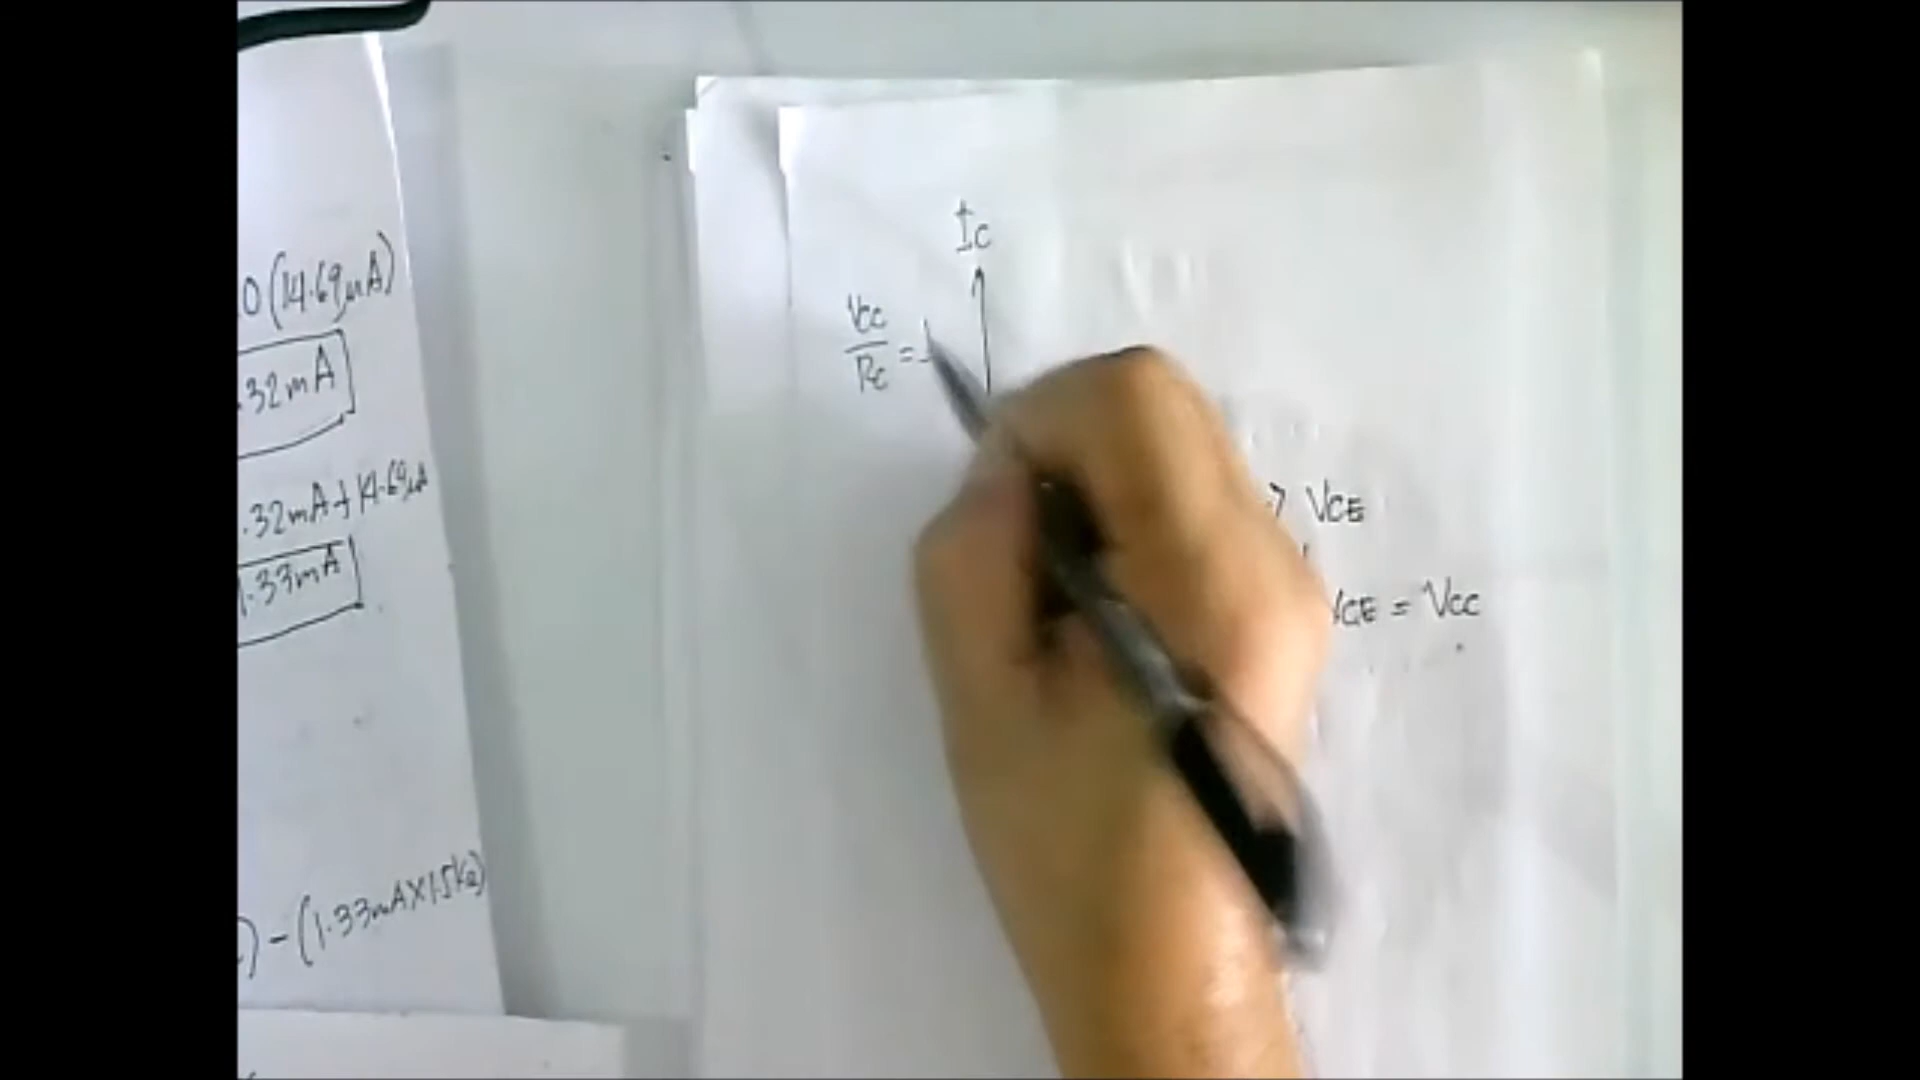 0(14.69μA)
.32mA
.32mA+14.69μA
1.33mA
)-(1.33mA)(1.5kΩ)
Ic
Vcc
Rc
=
VCE
VCE = Vcc